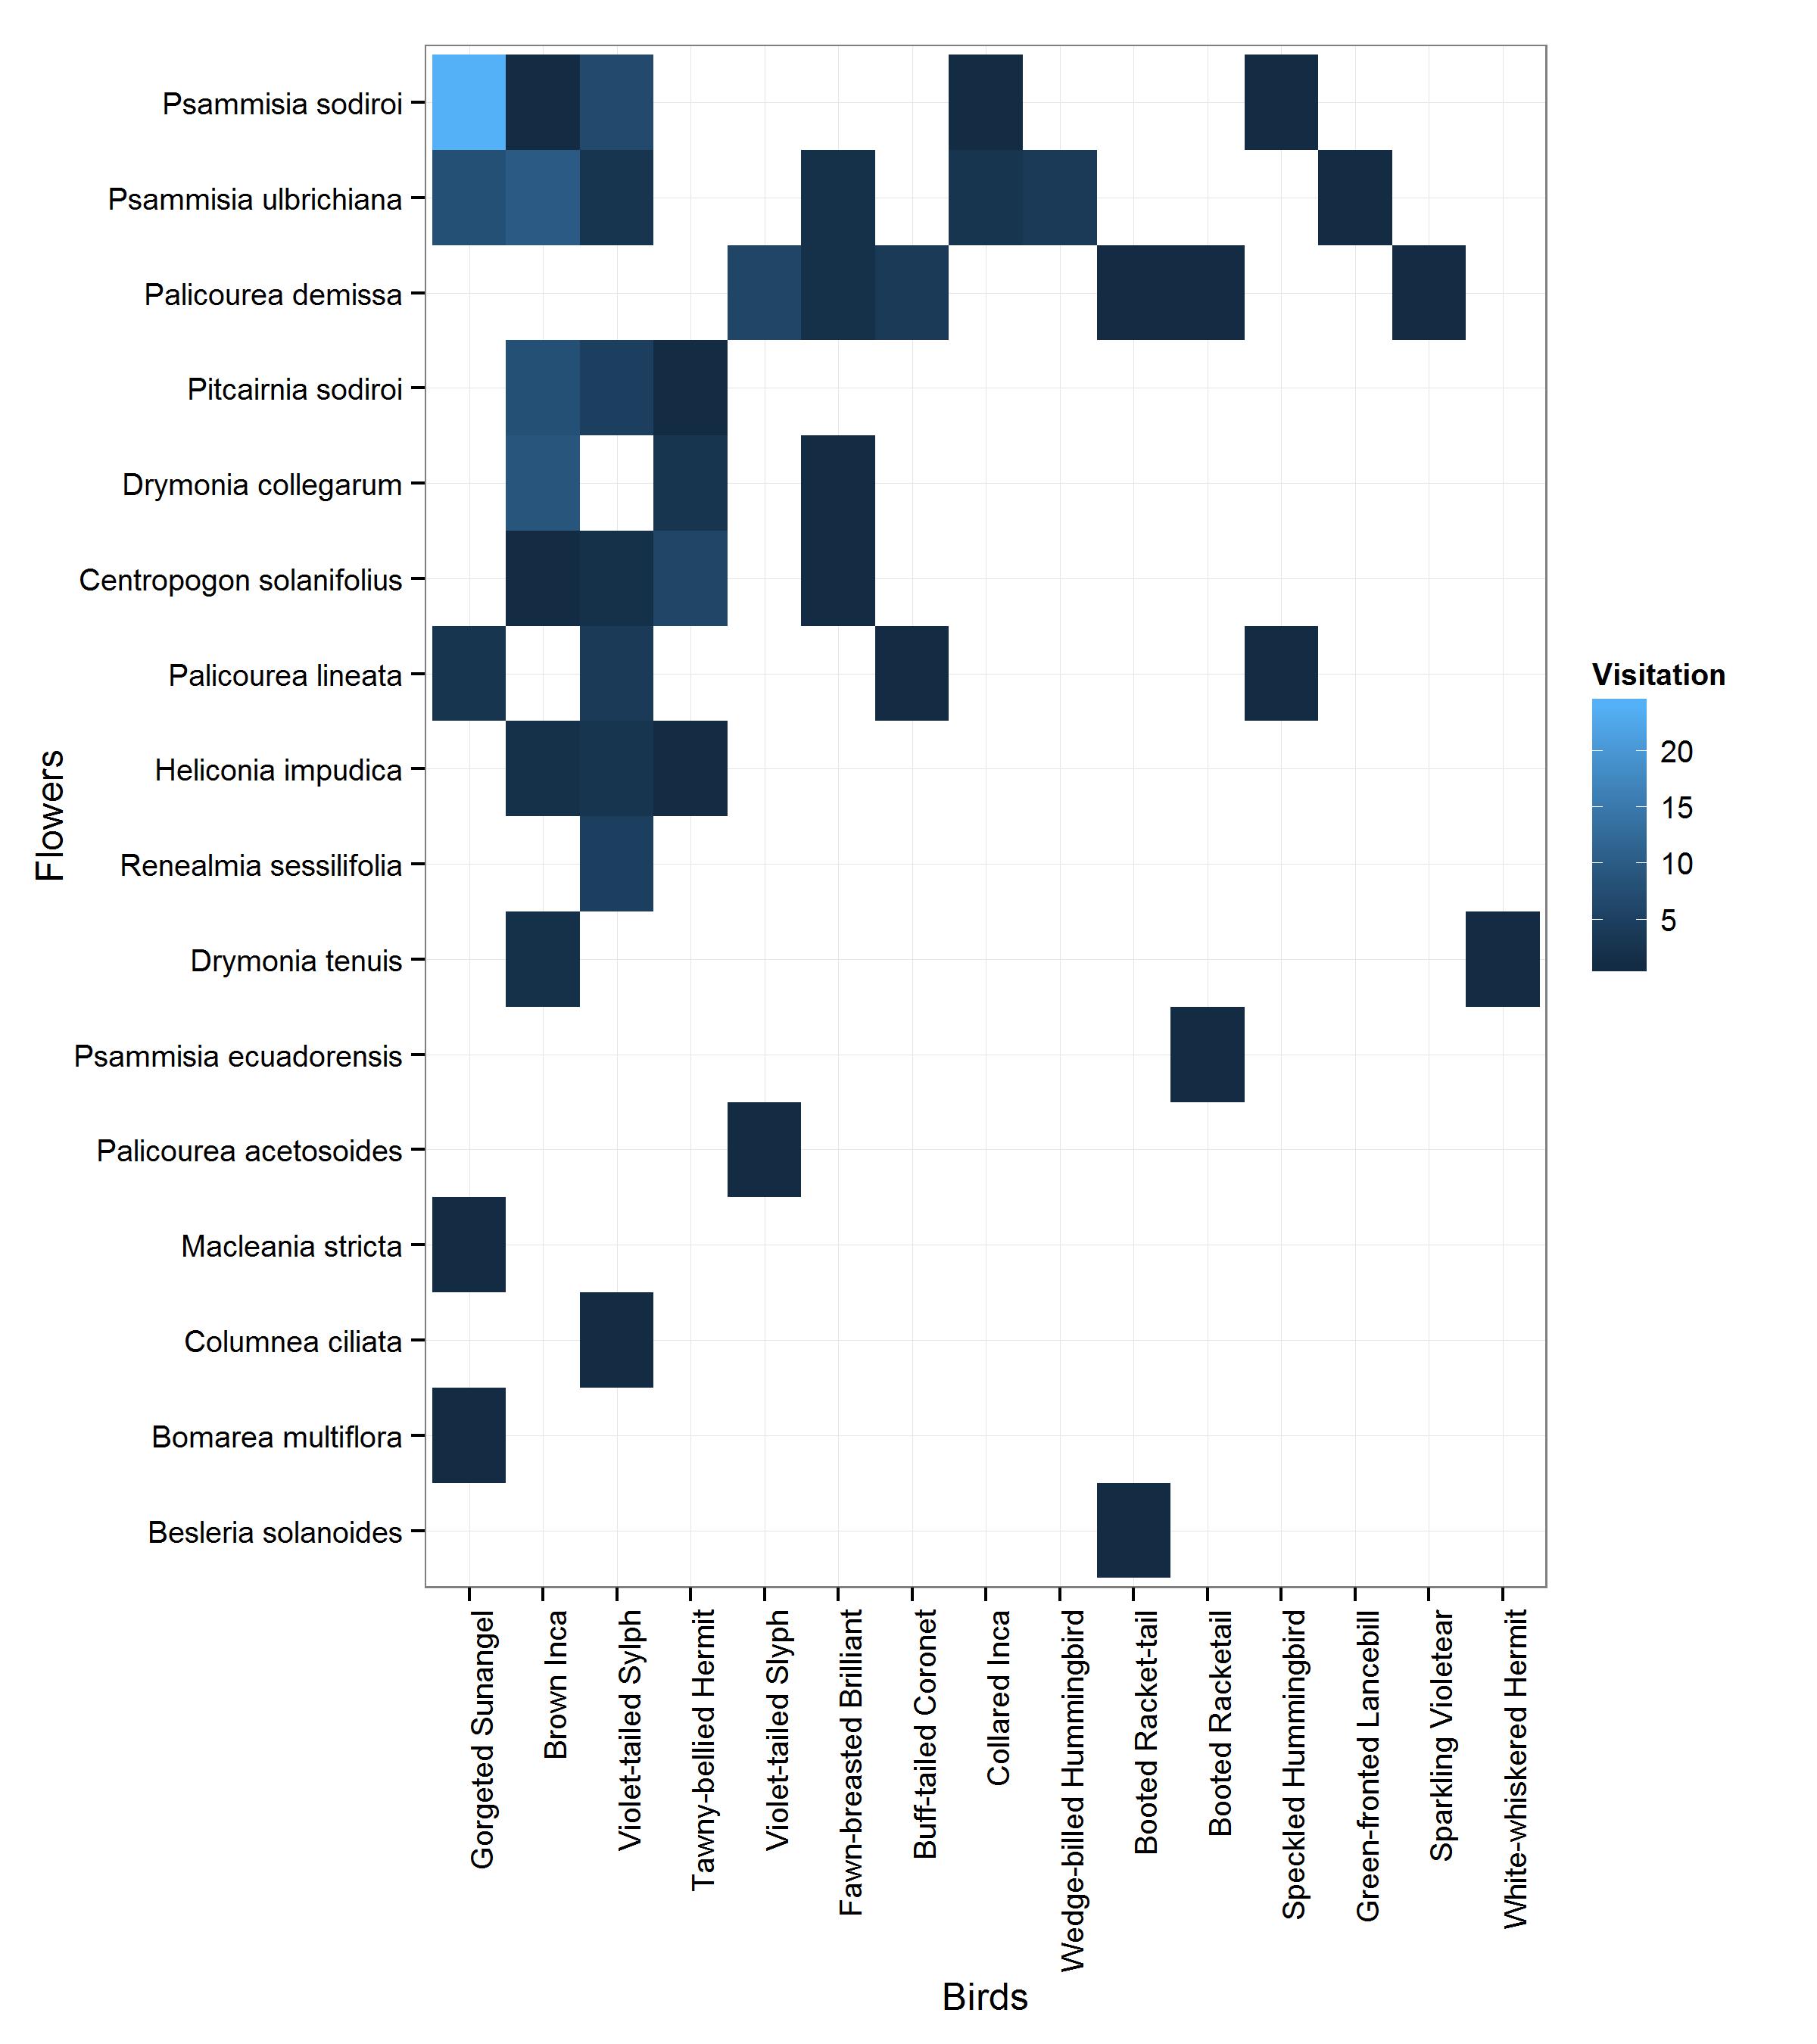 Psammisia sodiroi
Psammisia ulbrichiana
Palicourea demissa
Pitcairnia sodiroi
Drymonia collegarum
Centropogon solanifolius
Palicourea lineata
Heliconia impudica
Renealmia sessilifolia
Drymonia tenuis
Psammisia ecuadorensis
Palicourea acetosoides
Macleania stricta
Columnea ciliata
Bomarea multiflora
Besleria solanoides
Flowers
Gorgeted Sunangel
Brown Inca
Violet-tailed Sylph
Tawny-bellied Hermit
Violet-tailed Slyph
Fawn-breasted Brilliant
Buff-tailed Coronet
Collared Inca
Wedge-billed Hummingbird
Booted Racket-tail
Booted Racketail
Speckled Hummingbird
Green-fronted Lancebill
Sparkling Violetear
White-whiskered Hermit
Birds
Visitation
20
15
10
5